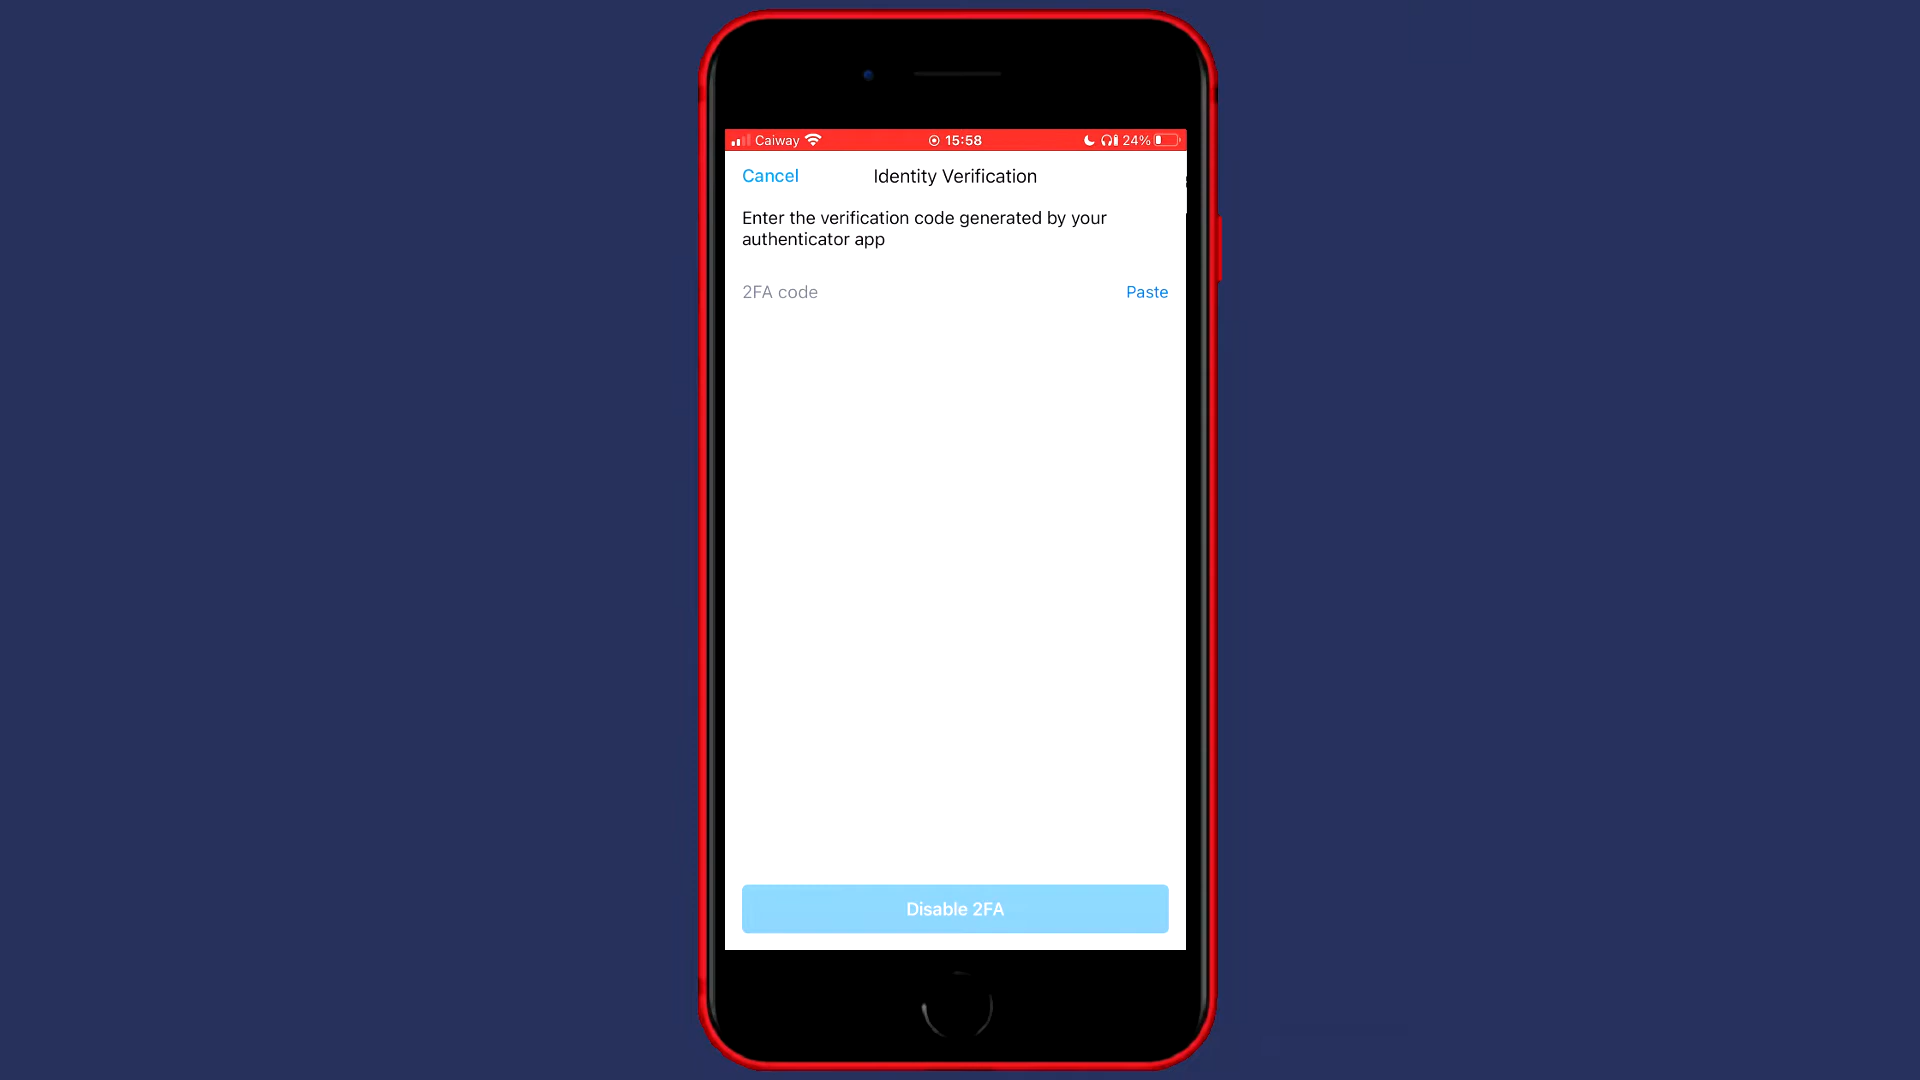 Caiway 15:58 24%
Cancel Identity Verification
Enter the verification code generated by your
authenticator app
2FA code Paste
Disable 2FA